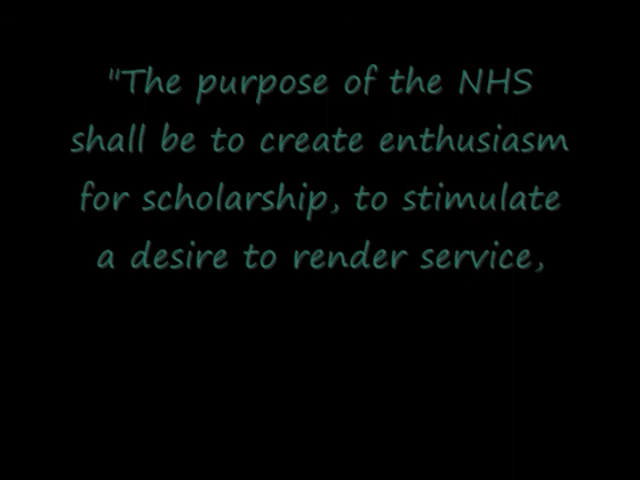 "The purpose of the NHS
shall be to create enthusiasm
for scholarship, to stimulate
a desire to render service,